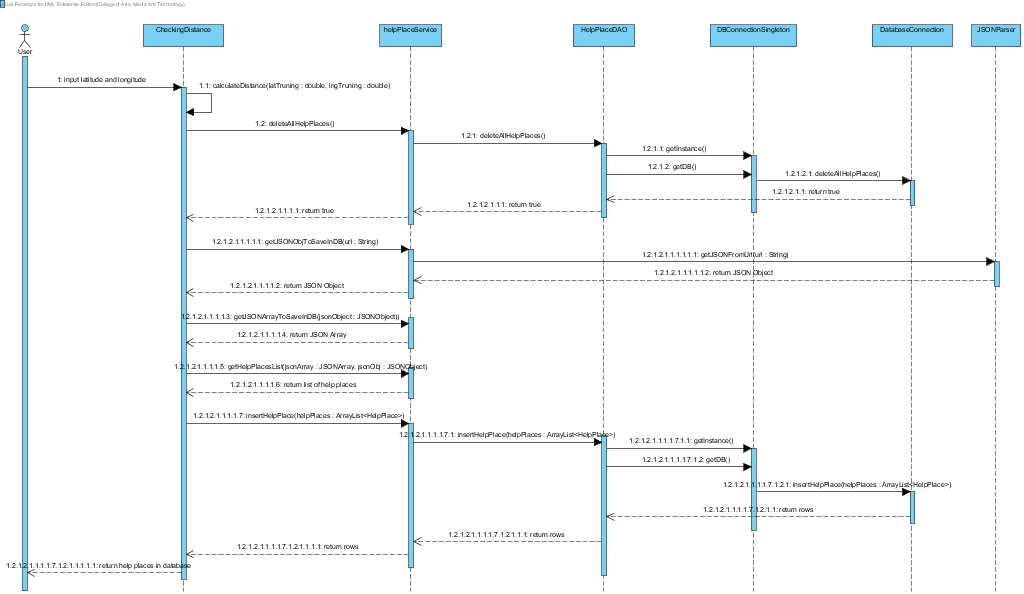 Visual Paradigm for UML Enterprise Edition(College of Arts, Media and Technology)
CheckingDistance
helpPlaceService
HelpPlaceDAO
DBConnectionSingleton
DatabaseConnection
JSONParser
User
1: input latitude and longitude
1.1: calculateDistance(latTruning : double, lngTruning : double)
1.2: deleteAllHelpPlaces()
1.2.1: deleteAllHelpPlaces()
1.2.1.1: getInstance()
1.2.1.2: getDB()
1.2.1.2.1: deleteAllHelpPlaces()
1.2.1.2.1.1: return true
1.2.1.2.1.1.1: return true
1.2.1.2.1.1.1.1: return true
1.2.1.2.1.1.1.1.1: getJSONObjToSaveInDB(url : String)
1.2.1.2.1.1.1.1.1.1: getJSONFromUrl(url : String)
1.2.1.2.1.1.1.1.1.2: return JSON Object
1.2.1.2.1.1.1.1.2: return JSON Object
1.2.1.2.1.1.1.1.3: getJSONArrayToSaveInDB(jsonObject : JSONObject))
1.2.1.2.1.1.1.1.4: return JSON Array
1.2.1.2.1.1.1.1.5: getHelpPlacesList(jsonArray : JSONArray, jsonObj : JSONObject)
1.2.1.2.1.1.1.1.6: return list of help places
1.2.1.2.1.1.1.1.7: insertHelpPlace(helpPlaces : ArrayList<HelpPlace>)
1.2.1.2.1.1.1.1.7.1: insertHelpPlace(helpPlaces : ArrayList<HelpPlace>)
1.2.1.2.1.1.1.1.7.1.1: getInstance()
1.2.1.2.1.1.1.1.7.1.2: getDB()
1.2.1.2.1.1.1.1.7.1.2.1: insertHelpPlace(helpPlaces : ArrayList<HelpPlace>)
1.2.1.2.1.1.1.1.7.1.2.1.1: return rows
1.2.1.2.1.1.1.1.7.1.2.1.1.1: return rows
1.2.1.2.1.1.1.1.7.1.2.1.1.1.1: return rows
1.2.1.2.1.1.1.1.7.1.2.1.1.1.1.1: return help places in database